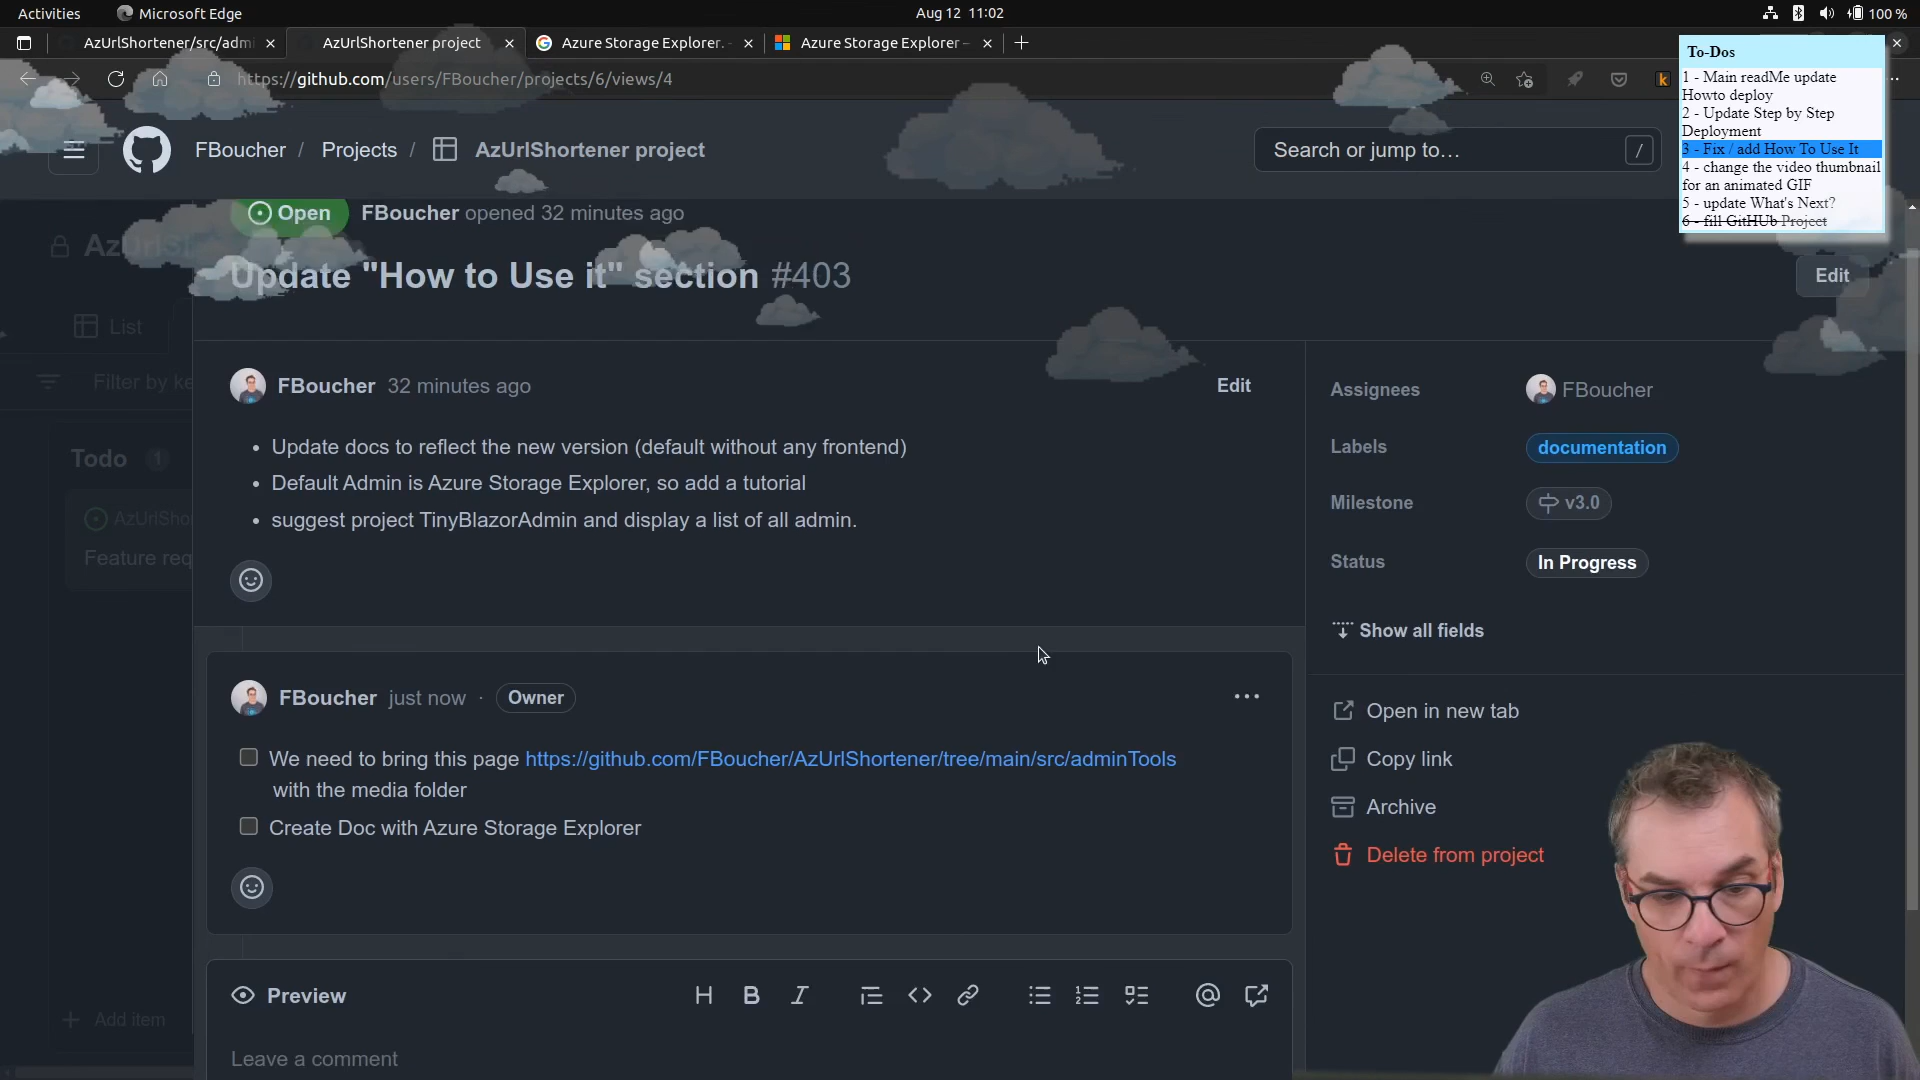 Activities
Microsoft Edge
Aug 12 11:02
100 %
AzUrlShortener/src/admi
AzUrlShortener project
Azure Storage Explorer.
Azure Storage Explorer –
https://github.com/users/FBoucher/projects/6/views/4
To-Dos
1 - Main readMe update
Howto deploy
2 - Update Step by Step
Deployment
3 - Fix / add How To Use It
4 - change the video thumbnail
for an animated GIF
5 - update What's Next?
6 - fill GitHUb Project
FBoucher / Projects / AzUrlShortener project
Search or jump to…
/
Open
FBoucher opened 32 minutes ago
Update "How to Use it" section #403
Edit
List
Filter by ke
Todo 1
AzUrlShor
Feature req
Add item
FBoucher 32 minutes ago
Edit
• Update docs to reflect the new version (default without any frontend)
• Default Admin is Azure Storage Explorer, so add a tutorial
• suggest project TinyBlazorAdmin and display a list of all admin.
FBoucher just now · Owner
We need to bring this page https://github.com/FBoucher/AzUrlShortener/tree/main/src/adminTools
with the media folder
Create Doc with Azure Storage Explorer
Preview
H B I
Leave a comment
Assignees
FBoucher
Labels
documentation
Milestone
v3.0
Status
In Progress
Show all fields
Open in new tab
Copy link
Archive
Delete from project